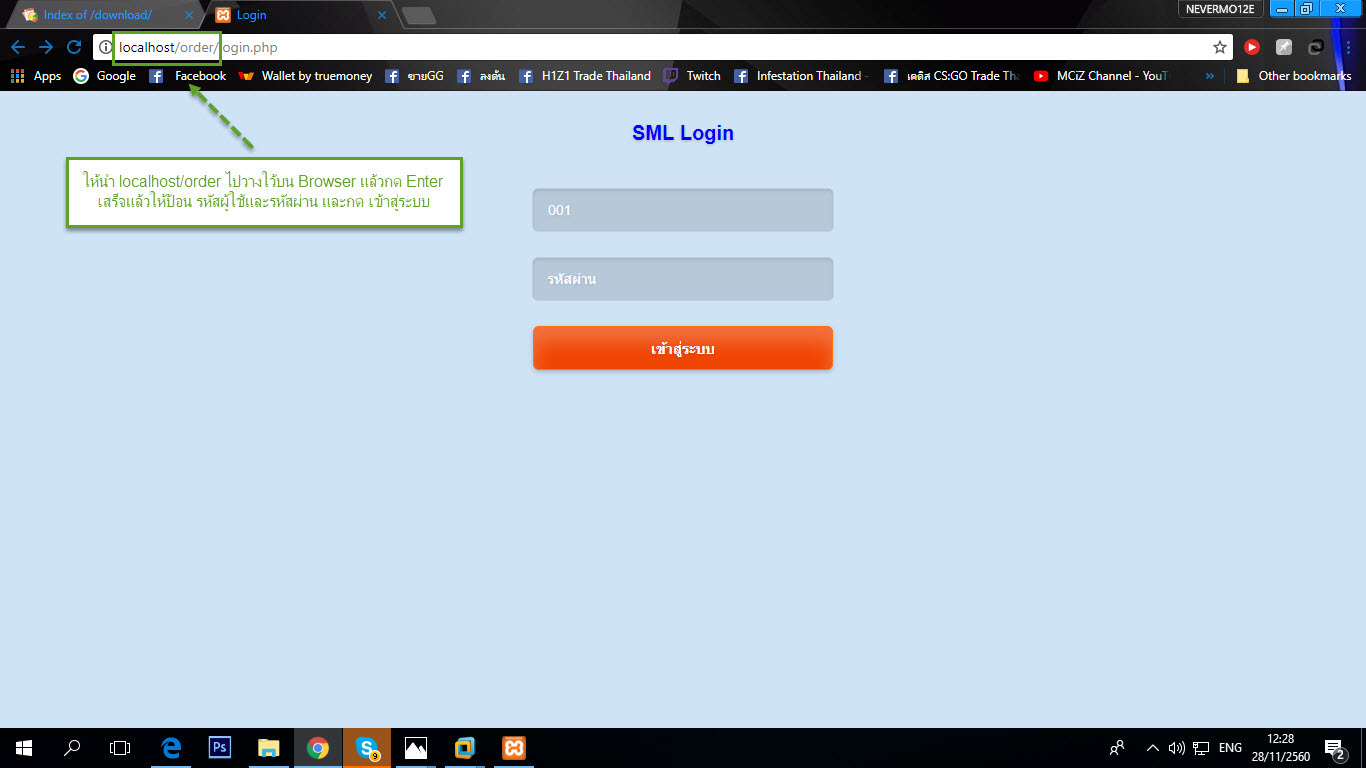 Index of /download/
Login
NEVERMO12E
localhost/order/login.php
Apps
Google
Facebook
Wallet by truemoney
ขายGG
ลงดัน
H1Z1 Trade Thailand
Twitch
Infestation Thailand -
เดดิส CS:GO Trade Tha
MCiZ Channel - YouT
»
Other bookmarks
SML Login
ให้นำ localhost/order ไปวางใว้บน Browser แล้วกด Enter
เสร็จแล้วให้ป้อน รหัสผู้ใช้และรหัสผ่าน และกด เข้าสู่ระบบ
001
รหัสผ่าน
เข้าสู่ระบบ
Ps
9
ENG
12:28
28/11/2560
2